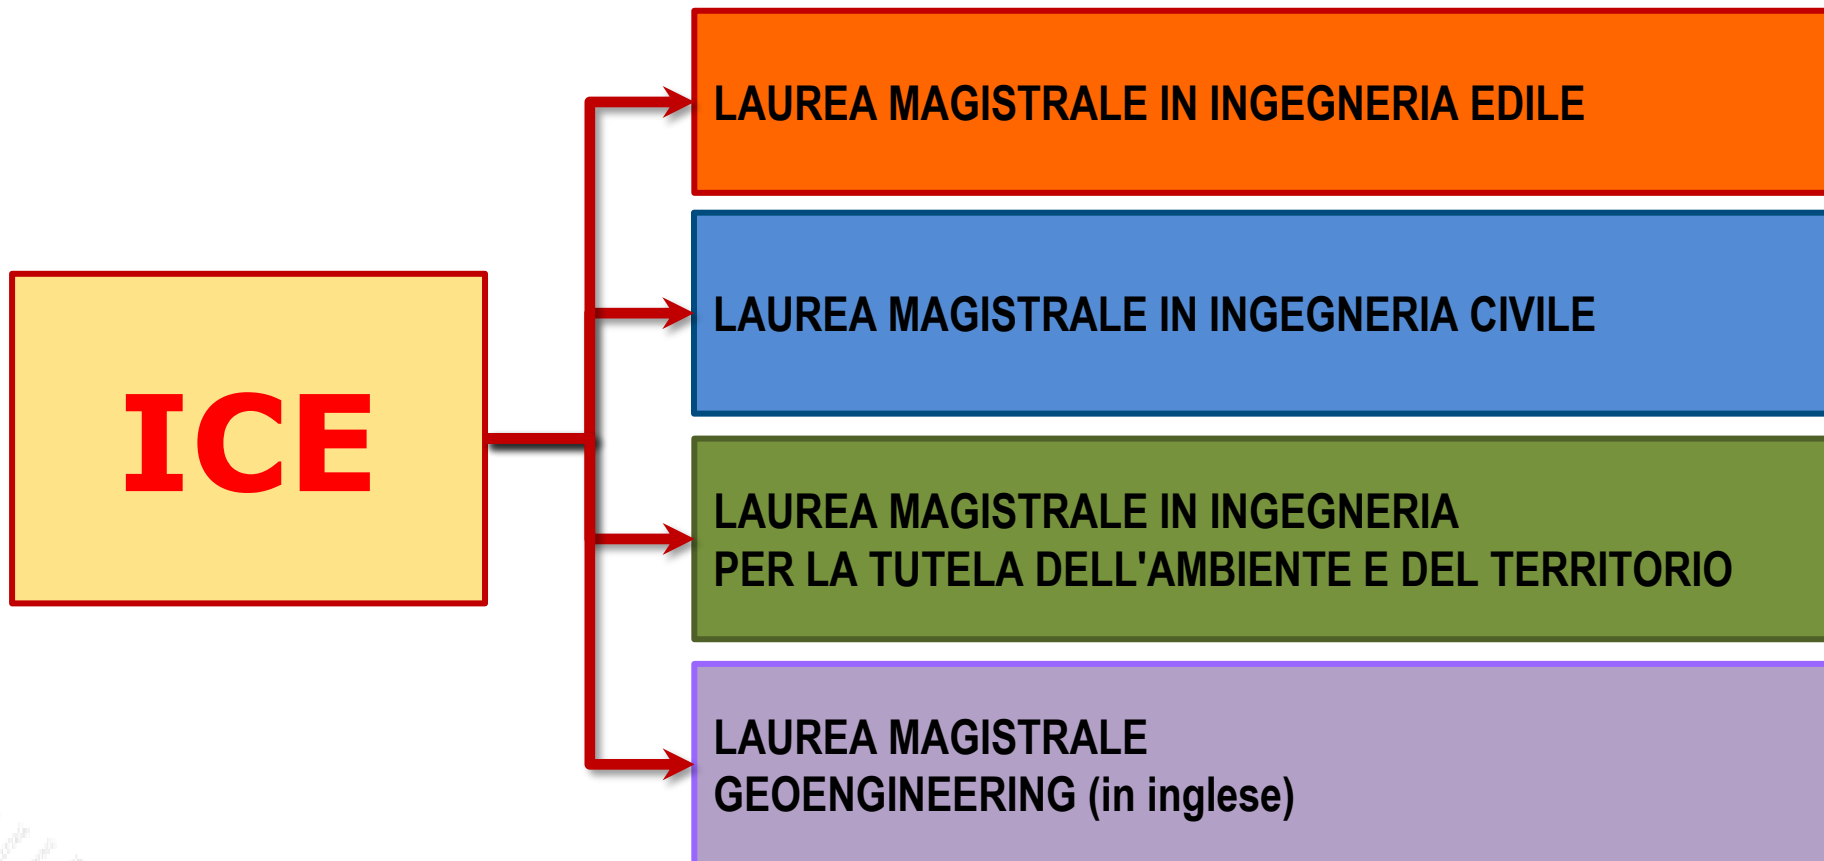 ICE
LAUREA MAGISTRALE IN INGEGNERIA EDILE
LAUREA MAGISTRALE IN INGEGNERIA CIVILE
LAUREA MAGISTRALE IN INGEGNERIA
PER LA TUTELA DELL'AMBIENTE E DEL TERRITORIO
LAUREA MAGISTRALE
GEOENGINEERING (in inglese)